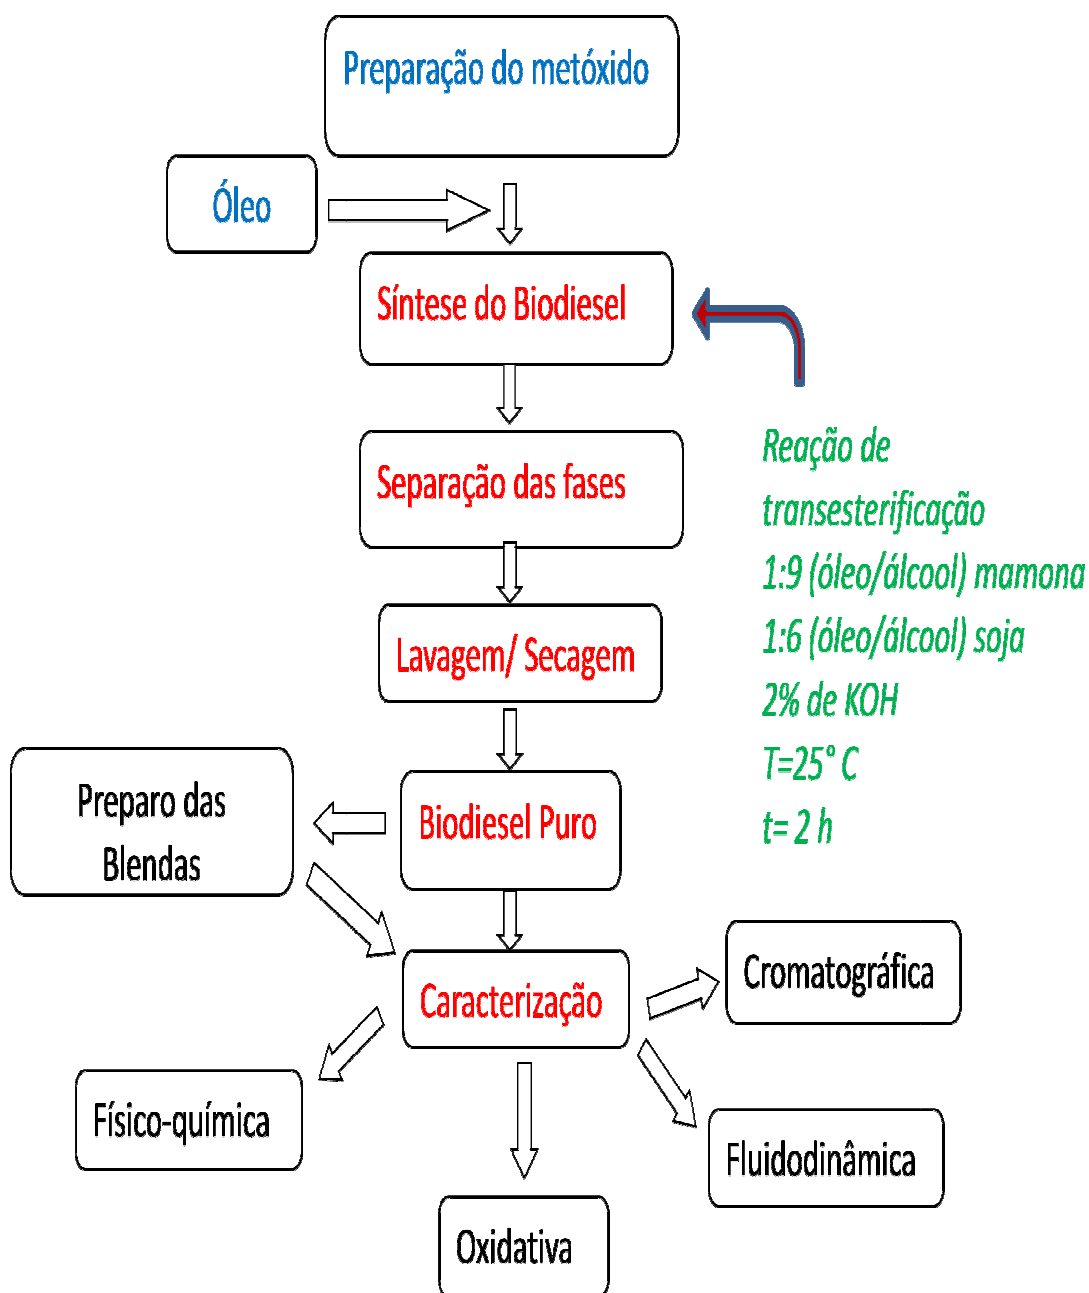 Preparação do metóxido
Óleo
Síntese do Biodiesel
Separação das fases
Lavagem/ Secagem
Biodiesel Puro
Preparo das
Blendas
Caracterização
Cromatográfica
Físico-química
Fluidodinâmica
Oxidativa
Reação de
transesterificação
1:9 (óleo/álcool) mamona
1:6 (óleo/álcool) soja
2% de KOH
T=25° C
t= 2 h